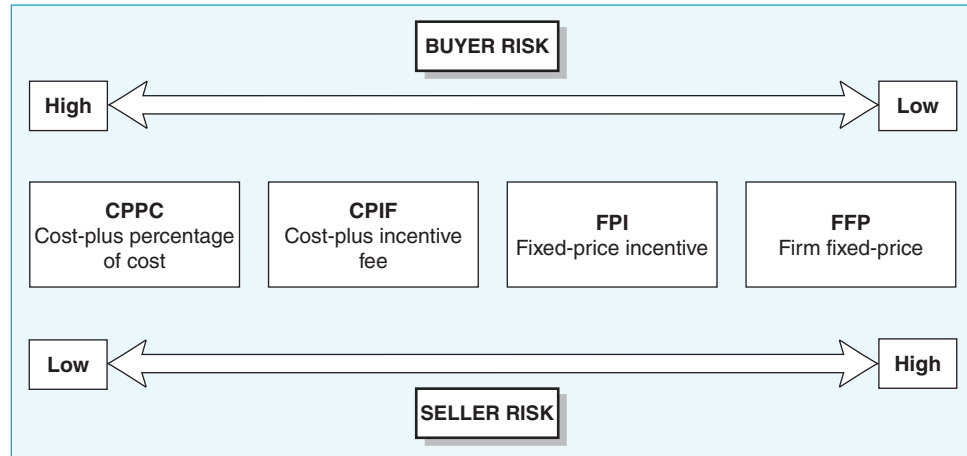 BUYER RISK
High
Low
CPPC
Cost-plus percentage
of cost
CPIF
Cost-plus incentive
fee
FPI
Fixed-price incentive
FFP
Firm fixed-price
Low
High
SELLER RISK